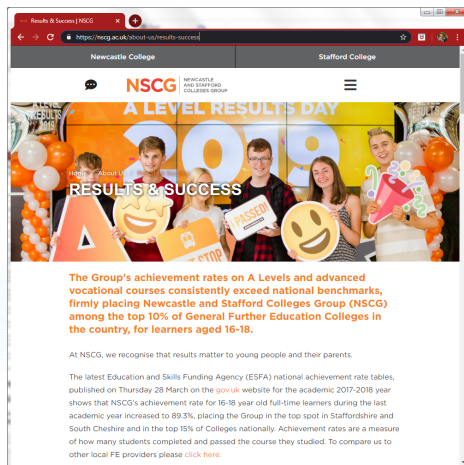 Results & Success | NSCG
https://nscg.ac.uk/about-us/results-success
Newcastle College
Stafford College
NSCG NEWCASTLE
AND STAFFORD
COLLEGES GROUP
A LEVEL RESULTS DAY
2019
RESULTS
2019
Home
About Us
RESULTS & SUCCESS
PASSED!
The Group's achievement rates on A Levels and advanced
vocational courses consistently exceed national benchmarks,
firmly placing Newcastle and Stafford Colleges Group (NSCG)
among the top 10% of General Further Education Colleges in
the country, for learners aged 16-18.
At NSCG, we recognise that results matter to young people and their parents.
The latest Education and Skills Funding Agency (ESFA) national achievement rate tables,
published on Thursday 28 March on the gov.uk website for the academic 2017-2018 year
shows that NSCG's achievement rate for 16-18 year old full-time learners during the last
academic year increased to 89.3%, placing the Group in the top spot in Staffordshire and
South Cheshire and in the top 15% of Colleges nationally. Achievement rates are a measure
of how many students completed and passed the course they studied. To compare us to
other local FE providers please click here.